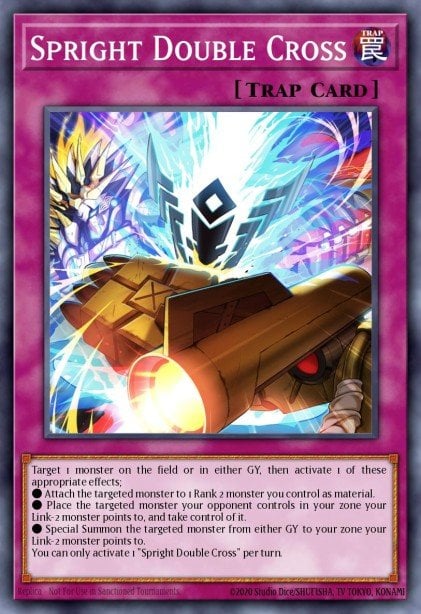 SPRIGHT DOUBLE CROSS
TRAP
罠
[TRAP CARD]
Target 1 monster on the field or in either GY, then activate 1 of these
appropriate effects;
● Attach the targeted monster to 1 Rank 2 monster you control as material.
● Place the targeted monster your opponent controls in your zone your
Link-2 monster points to, and take control of it.
● Special Summon the targeted monster from either GY to your zone your
Link-2 monster points to.
You can only activate 1 "Spright Double Cross" per turn.
Replica - Not For Use in Sanctioned Tournaments
©2020 Studio Dice/SHUEISHA, TV TOKYO, KONAMI